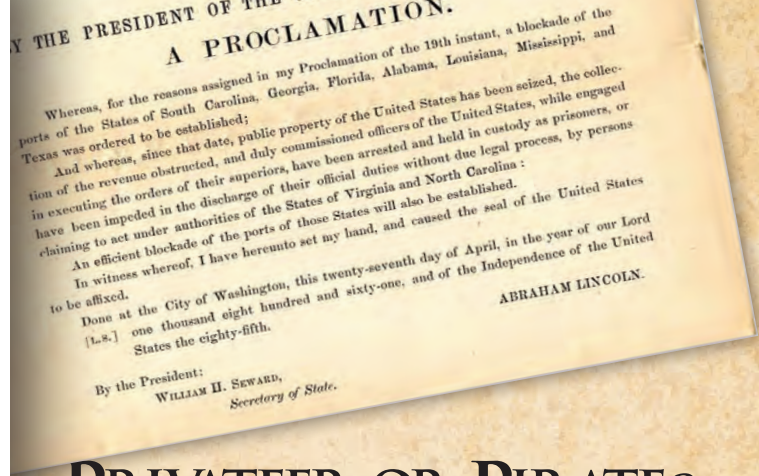 Y THE PRESIDENT OF THE
A PROCLAMATION.
Whereas, for the reasons assigned in my Proclamation of the 19th instant, a blockade of the
ports of the States of South Carolina, Georgia, Florida, Alabama, Louisiana, Mississippi, and
Texas was ordered to be established;
And whereas, since that date, public property of the United States has been seized, the collec-
tion of the revenue obstructed, and duly commissioned officers of the United States, while engaged
in executing the orders of their superiors, have been arrested and held in custody as prisoners, or
have been impeded in the discharge of their official duties without due legal process, by persons
claiming to act under authorities of the States of Virginia and North Carolina:
An efficient blockade of the ports of those States will also be established.
In witness whereof, I have hereunto set my hand, and caused the seal of the United States
to be affixed.
Done at the City of Washington, this twenty-seventh day of April, in the year of our Lord
[L.S.] one thousand eight hundred and sixty-one, and of the Independence of the United
States the eighty-fifth.
ABRAHAM LINCOLN.
By the President:
WILLIAM H. SEWARD,
Secretary of State.
PRIVATEER OR PIRATE?